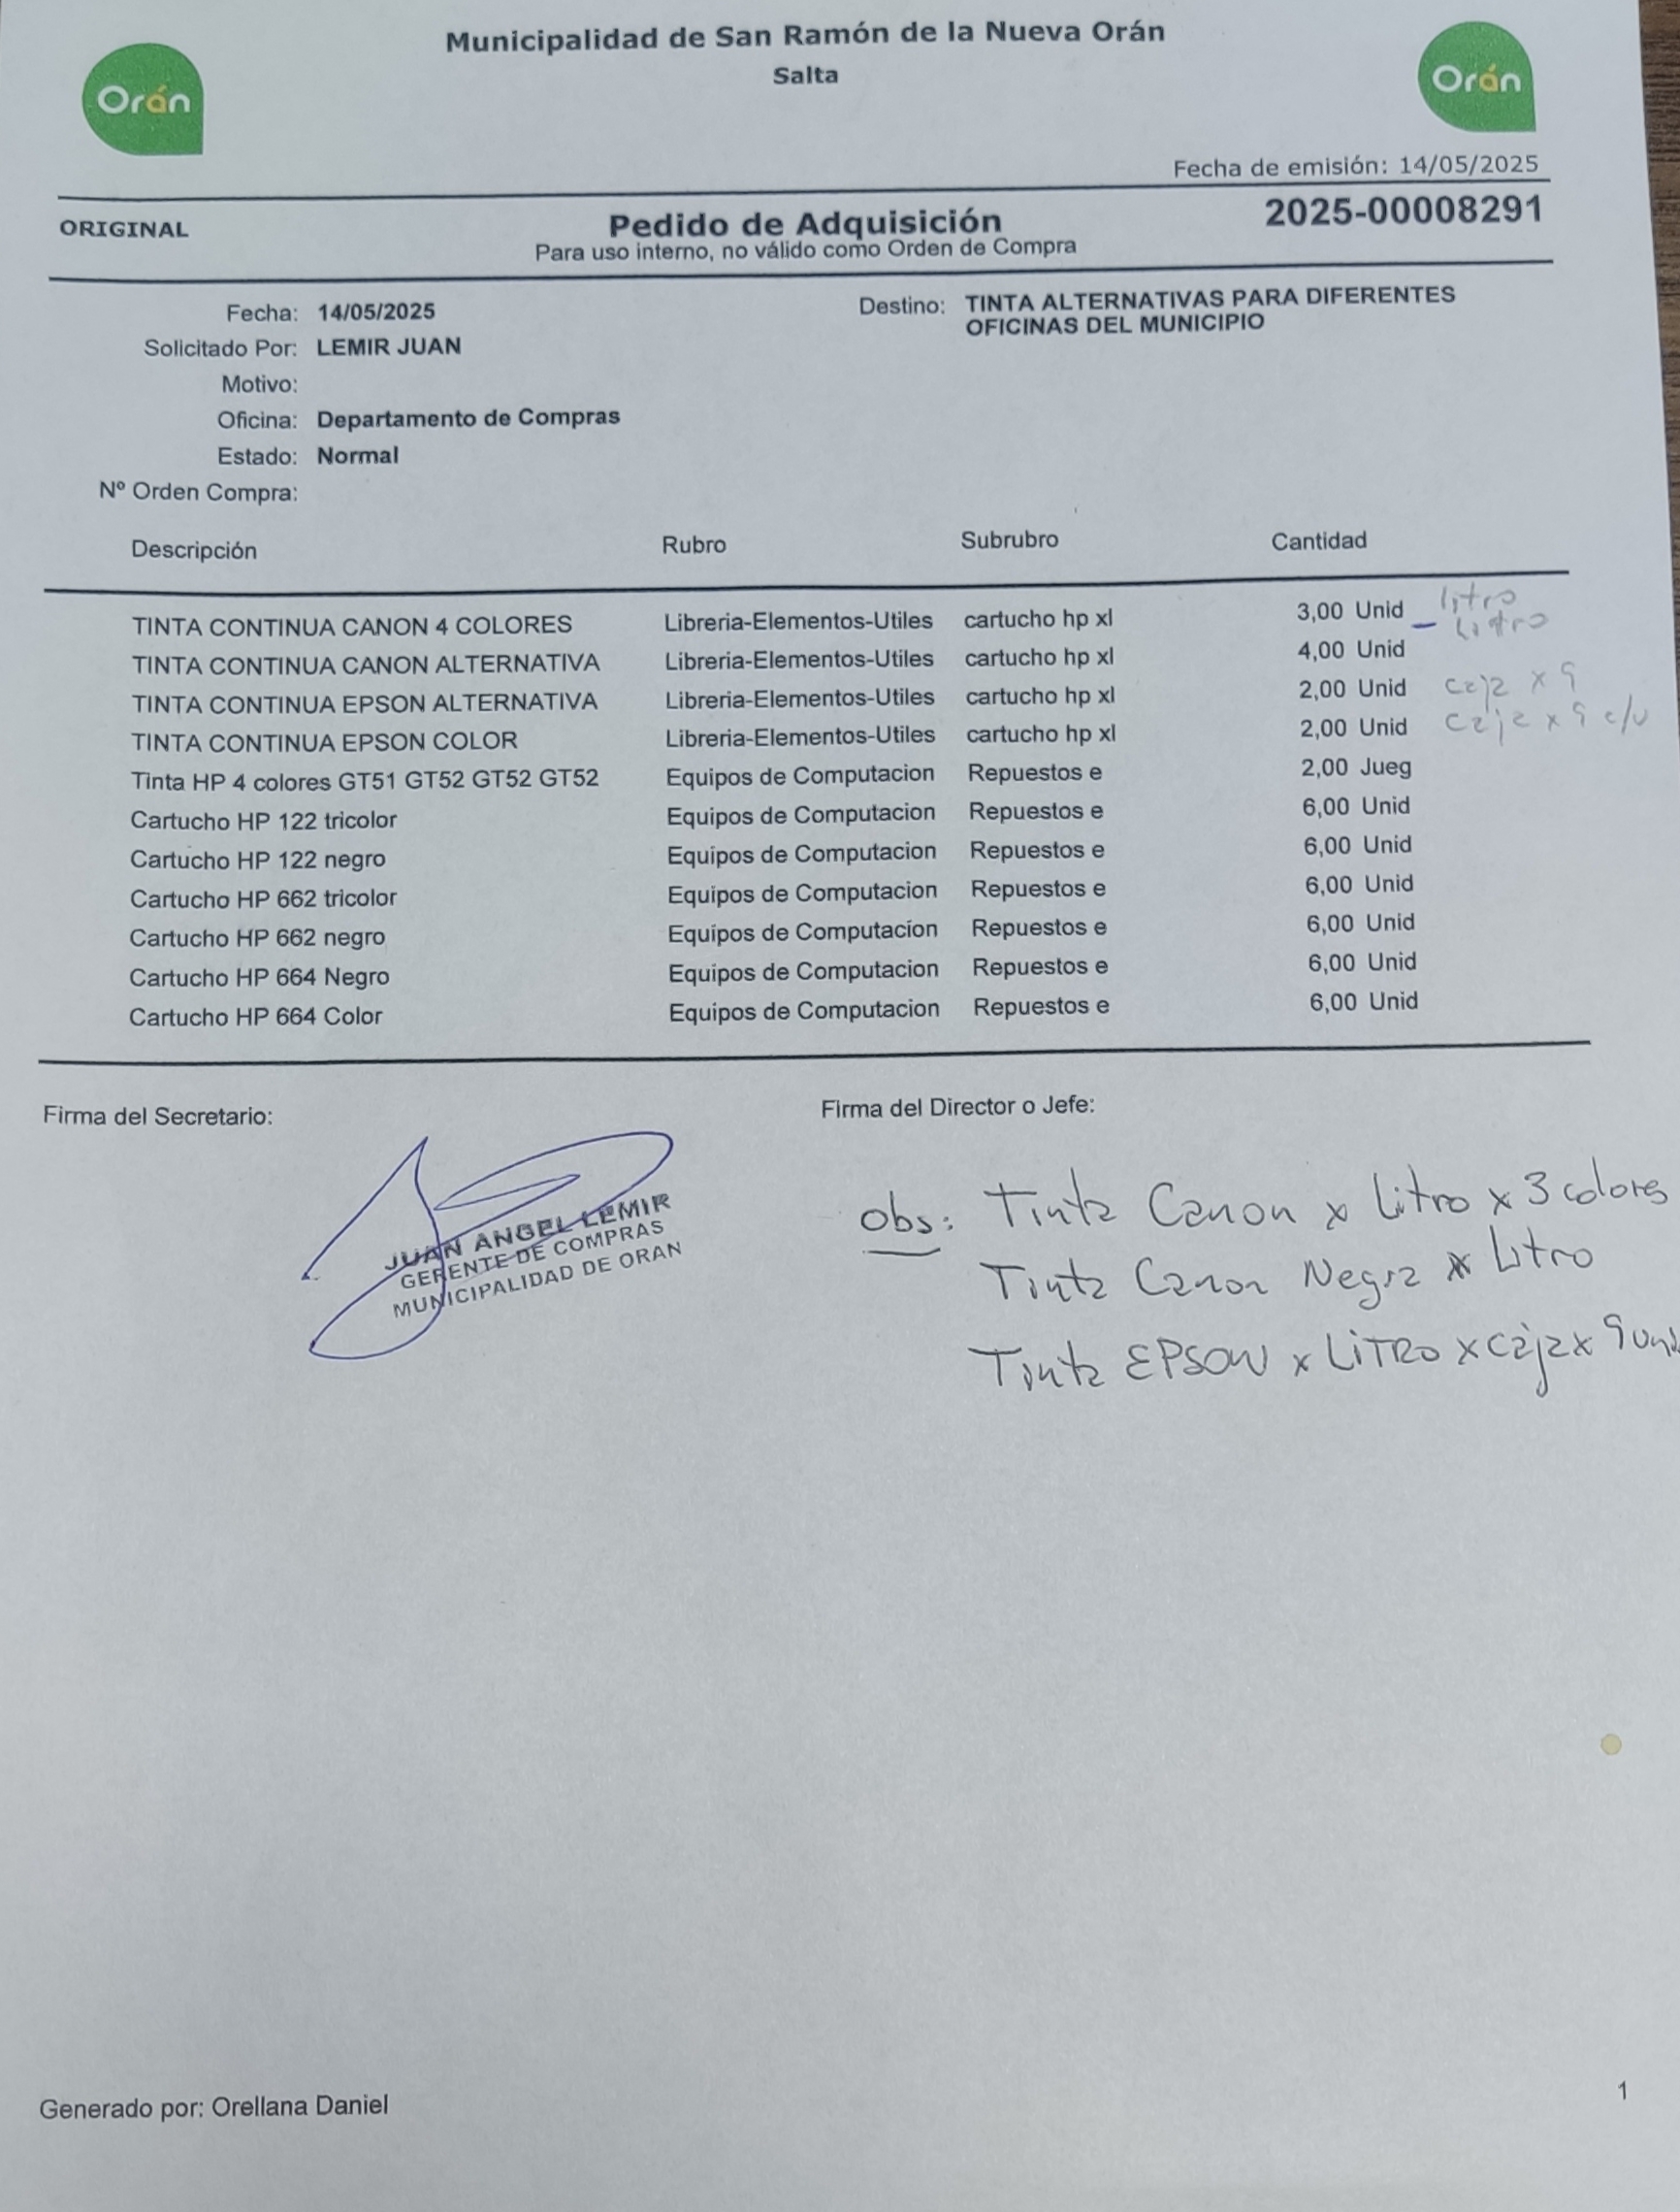 Municipalidad de San Ramón de la Nueva Orán
Salta
Orán
Orán
Fecha de emisión: 14/05/2025
ORIGINAL Pedido de Adquisición 2025-00008291
Para uso interno, no válido como Orden de Compra
Fecha: 14/05/2025 Destino: TINTA ALTERNATIVAS PARA DIFERENTES
OFICINAS DEL MUNICIPIO
Solicitado Por: LEMIR JUAN
Motivo:
Oficina: Departamento de Compras
Estado: Normal
Nº Orden Compra:
Descripción Rubro Subrubro Cantidad
TINTA CONTINUA CANON 4 COLORES Libreria-Elementos-Utiles cartucho hp xl 3,00 Unid litro
TINTA CONTINUA CANON ALTERNATIVA Libreria-Elementos-Utiles cartucho hp xl 4,00 Unid litro
TINTA CONTINUA EPSON ALTERNATIVA Libreria-Elementos-Utiles cartucho hp xl 2,00 Unid caja x 9
TINTA CONTINUA EPSON COLOR Libreria-Elementos-Utiles cartucho hp xl 2,00 Unid caja x 9 c/u
Tinta HP 4 colores GT51 GT52 GT52 GT52 Equipos de Computacion Repuestos e 2,00 Jueg
Cartucho HP 122 tricolor Equipos de Computacion Repuestos e 6,00 Unid
Cartucho HP 122 negro Equipos de Computacion Repuestos e 6,00 Unid
Cartucho HP 662 tricolor Equipos de Computacion Repuestos e 6,00 Unid
Cartucho HP 662 negro Equipos de Computacion Repuestos e 6,00 Unid
Cartucho HP 664 Negro Equipos de Computacion Repuestos e 6,00 Unid
Cartucho HP 664 Color Equipos de Computacion Repuestos e 6,00 Unid
Firma del Secretario: Firma del Director o Jefe:
JUAN ANGEL LEMIR
GERENTE DE COMPRAS
MUNICIPALIDAD DE ORAN
Obs: Tinta Canon x Litro x 3 colores
Tinta Canon Negra x Litro
Tinta EPSON x LITRO x caja x 9 und
Generado por: Orellana Daniel 1